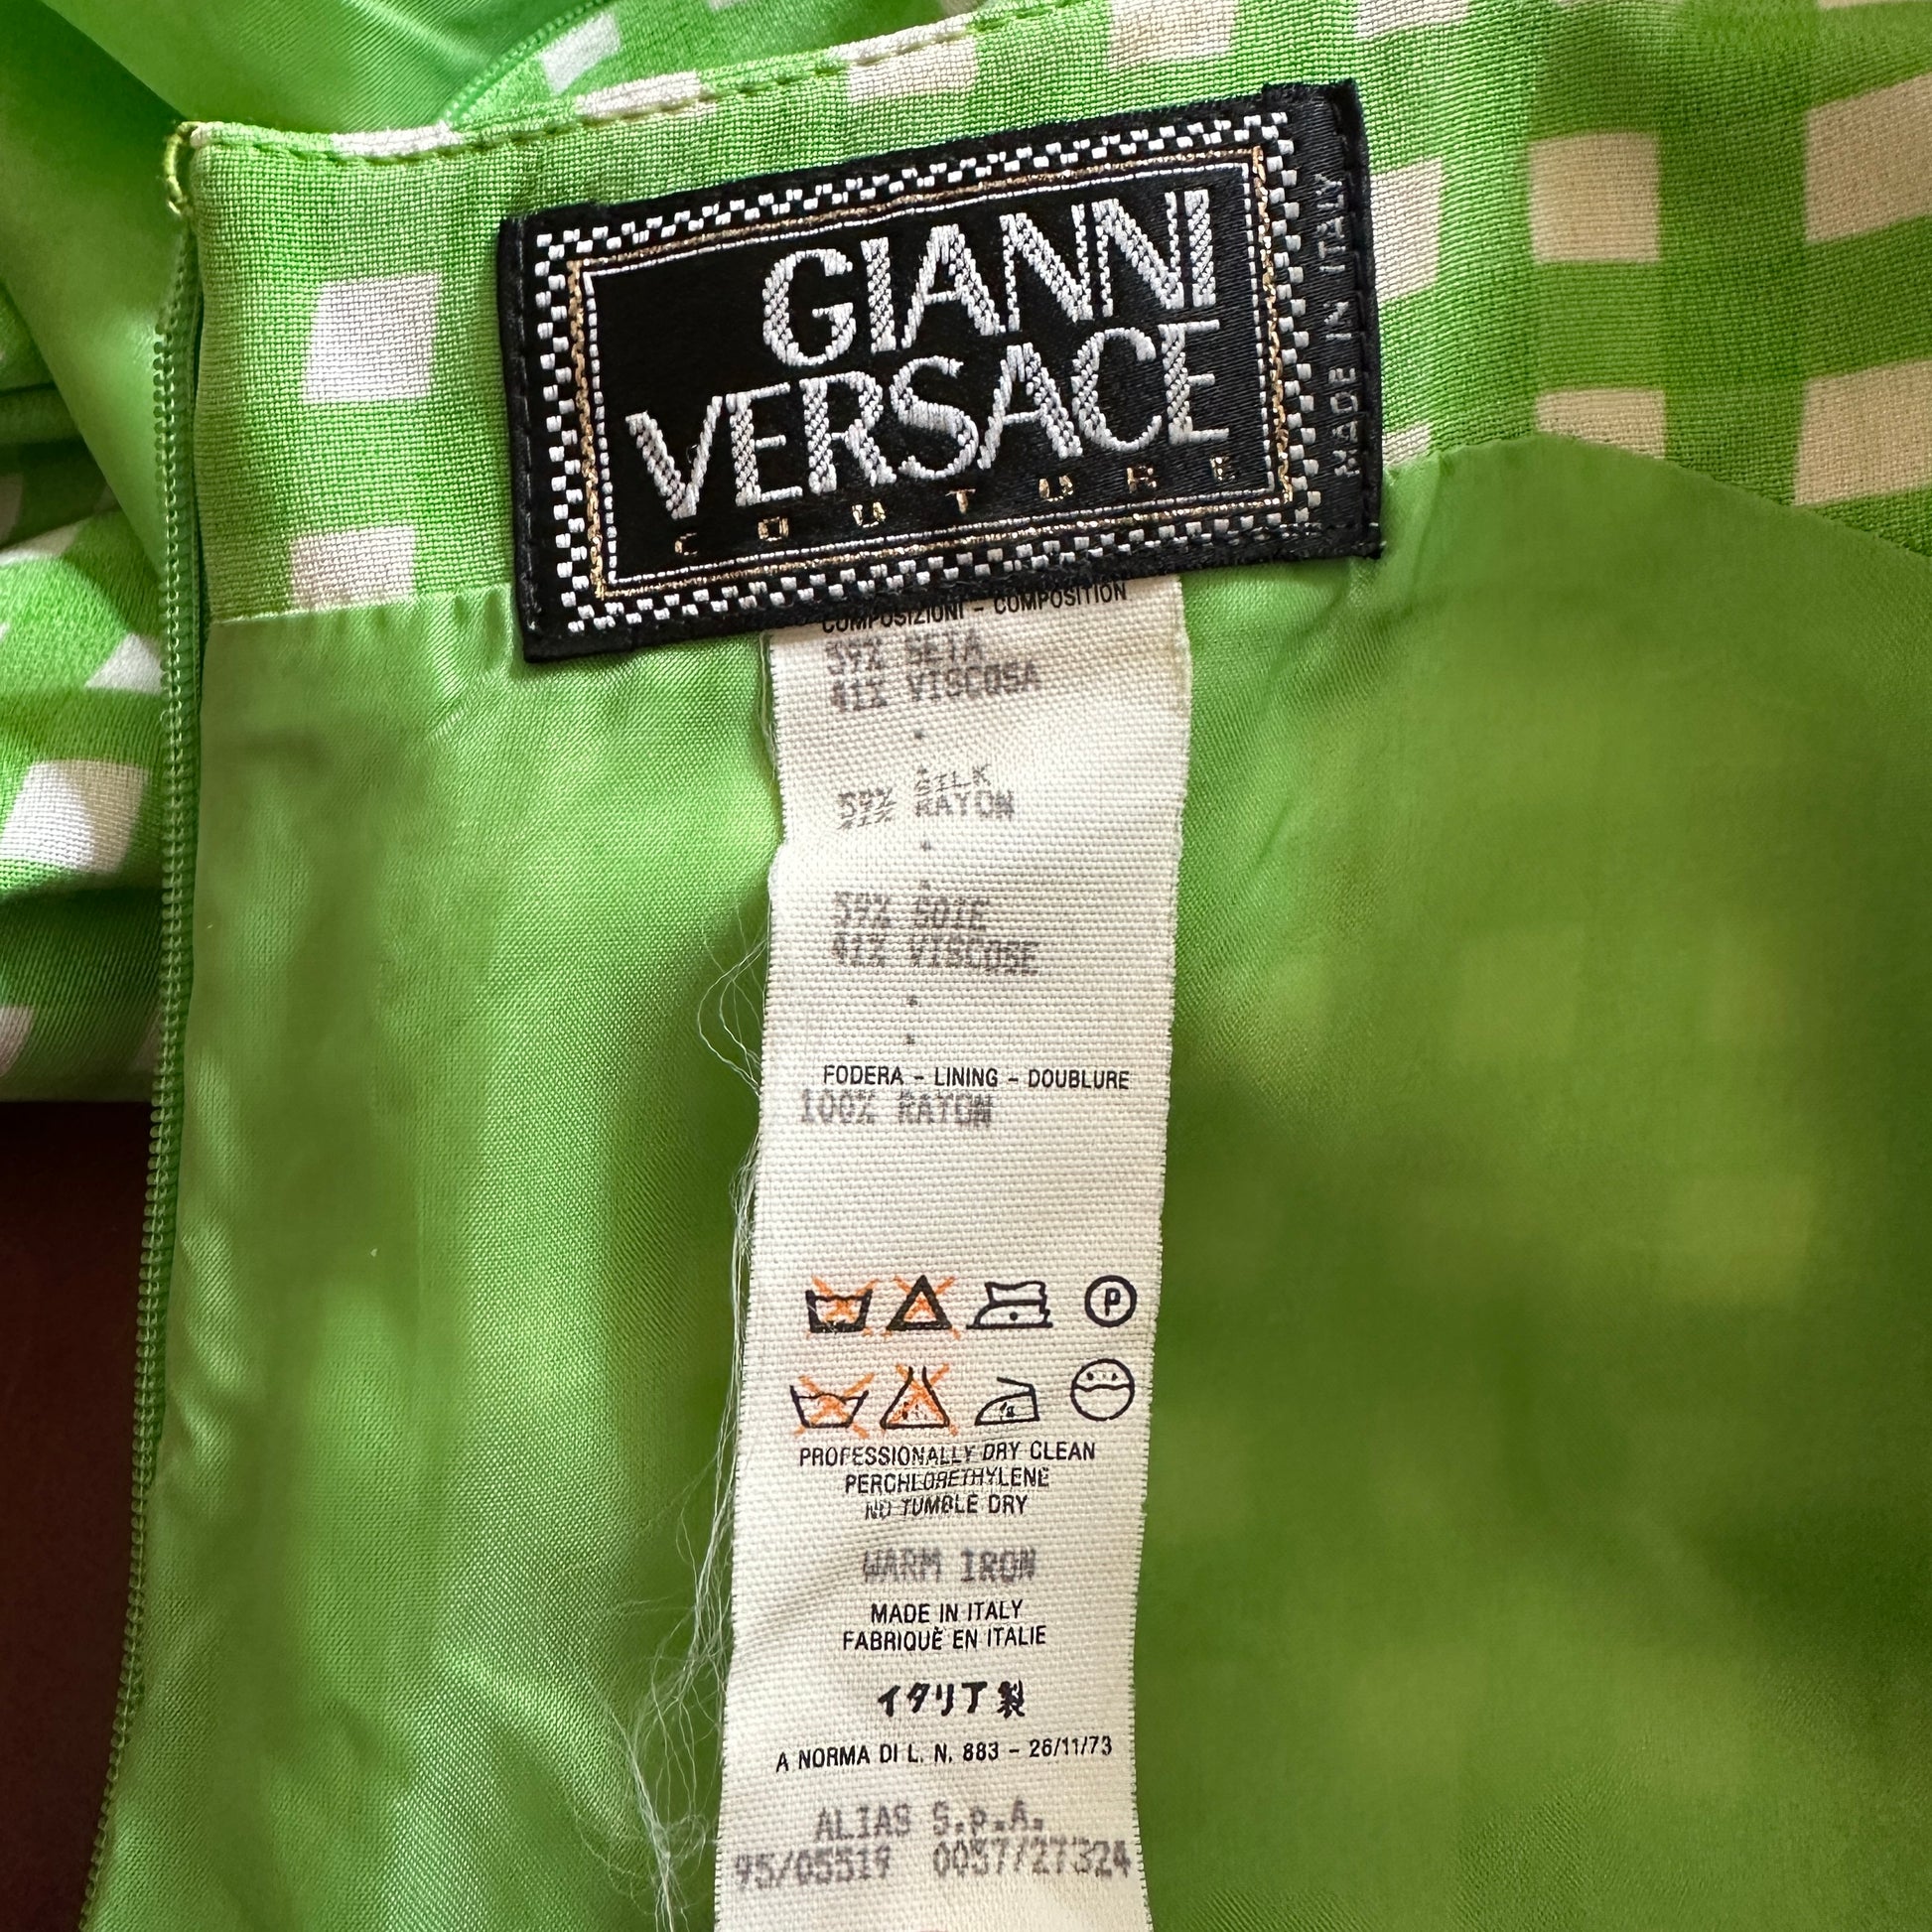 GIANNI
VERSACE
COUTURE
MADE IN ITALY
COMPOSIZIONI - COMPOSITION
59% SETA
41% VISCOSA
59% SILK
41% RAYON
59% SOIE
41% VISCOSE
FODERA - LINING - DOUBLURE
100% RAYON
P
PROFESSIONALLY DRY CLEAN
PERCHLORETHYLENE
NO TUMBLE DRY
WARM IRON
MADE IN ITALY
FABRIQUÈ EN ITALIE
イタリア製
A NORMA DI L. N. 883 - 26/11/73
ALIAS S.p.A.
95/05519 0057/27324